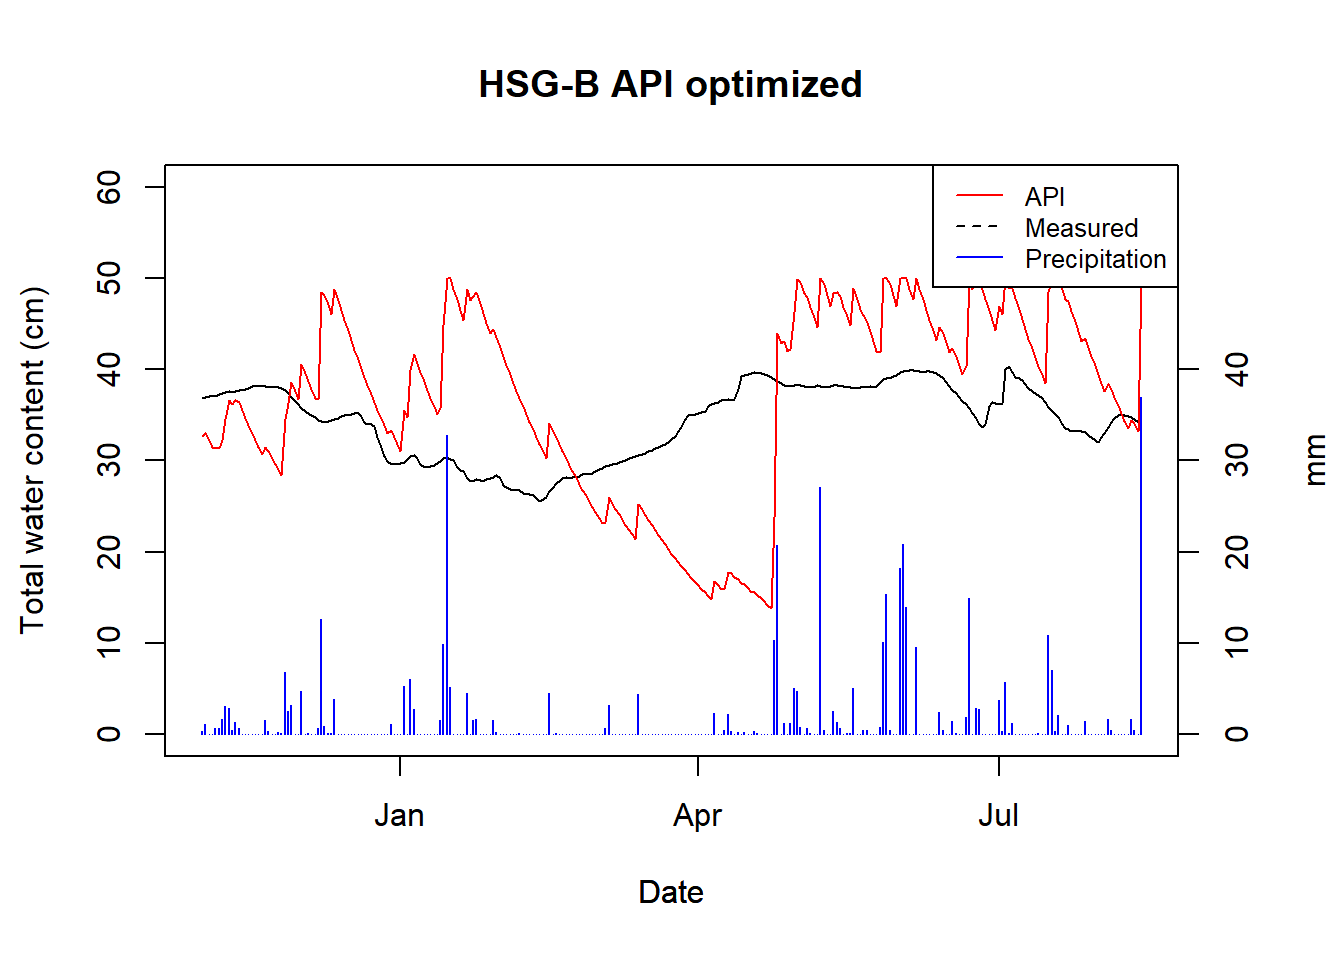 HSG-B API optimized
Total water content (cm)
60
50
40
30
20
10
0
API
Measured
Precipitation
40
30
20
10
0
mm
Jan Apr Jul
Date